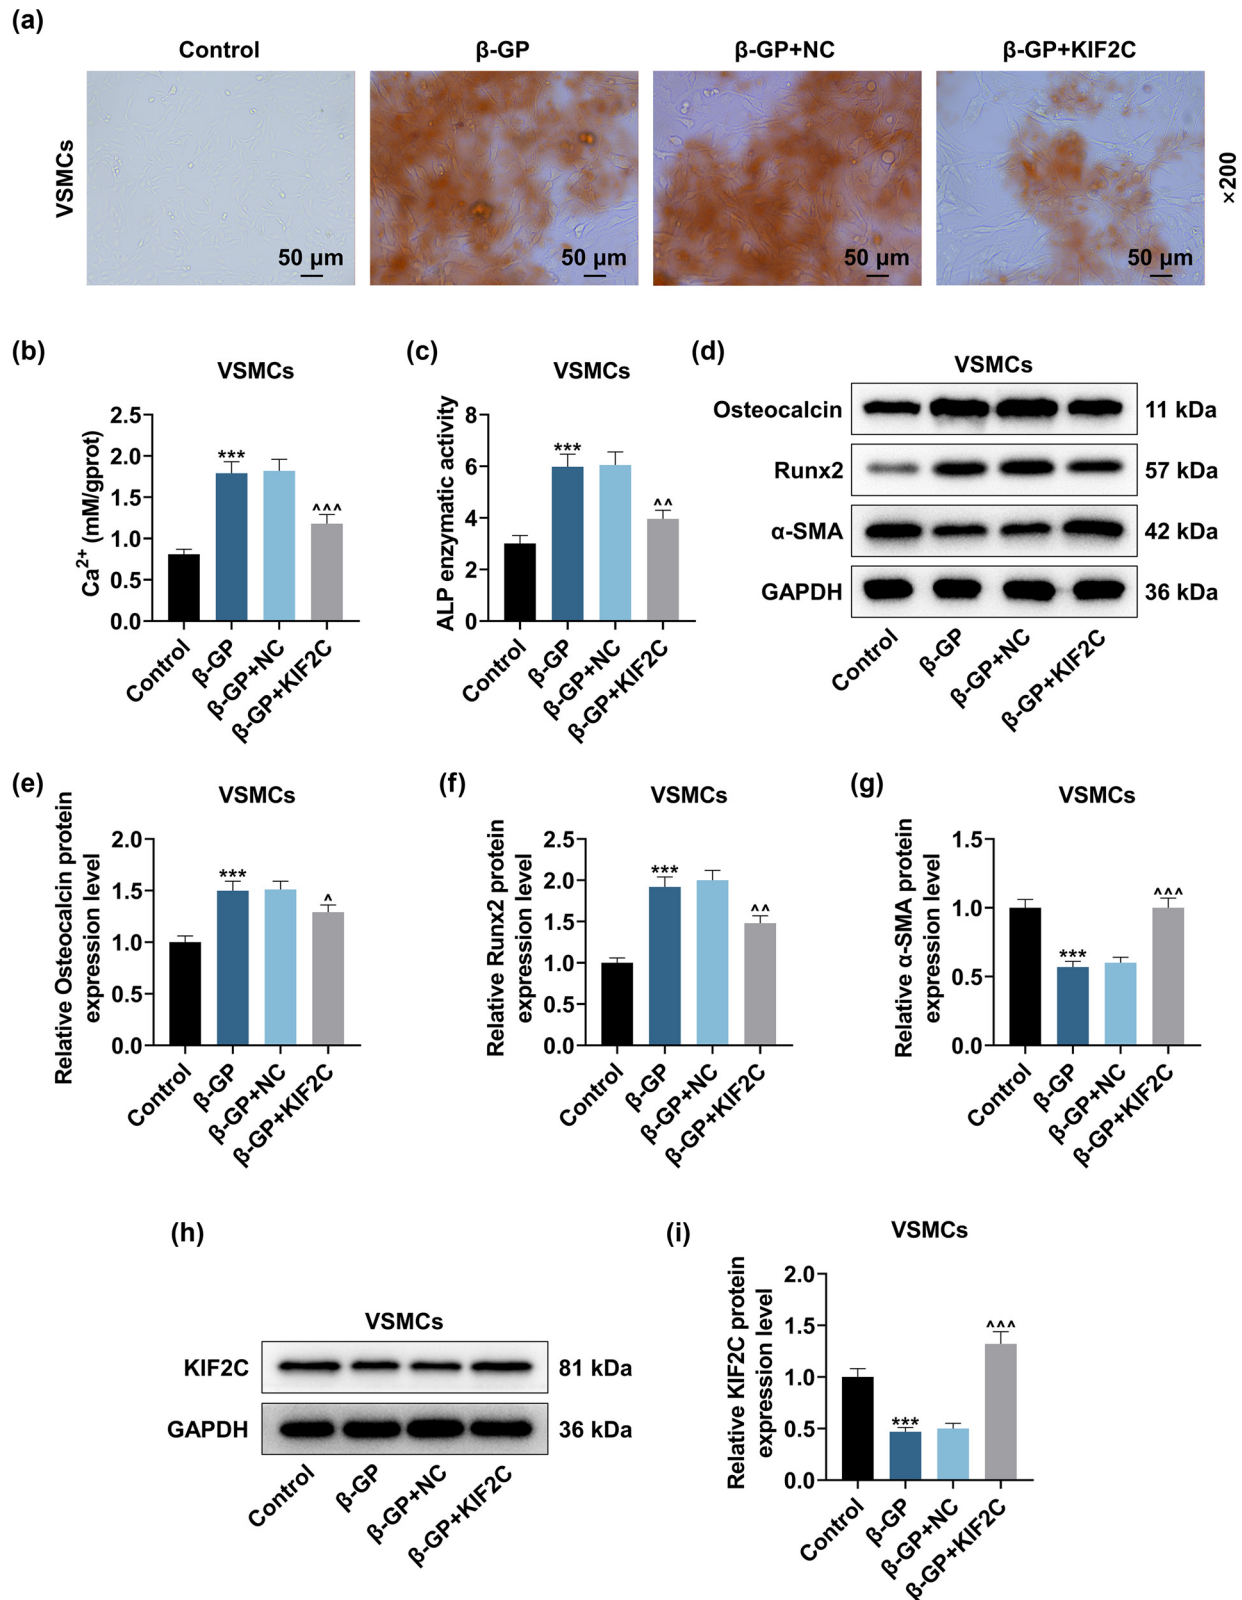 (a)
Control
β-GP
β-GP+NC
β-GP+KIF2C
VSMCs
50 µm
50 µm
50 µm
50 µm
×200
(b)
VSMCs
Ca2+ (mM/gprot)
2.5
2.0
1.5
1.0
0.5
0.0
***
^^^
Control
β-GP
β-GP+NC
β-GP+KIF2C
(c)
VSMCs
ALP enzymatic activity
8
6
4
2
0
***
^^
Control
β-GP
β-GP+NC
β-GP+KIF2C
(d)
VSMCs
Osteocalcin 11 kDa
Runx2 57 kDa
α-SMA 42 kDa
GAPDH 36 kDa
Control
β-GP
β-GP+NC
β-GP+KIF2C
(e)
VSMCs
Relative Osteocalcin protein
expression level
2.0
1.5
1.0
0.5
0.0
***
^
Control
β-GP
β-GP+NC
β-GP+KIF2C
(f)
VSMCs
Relative Runx2 protein
expression level
2.5
2.0
1.5
1.0
0.5
0.0
***
^^
Control
β-GP
β-GP+NC
β-GP+KIF2C
(g)
VSMCs
Relative α-SMA protein
expression level
1.5
1.0
0.5
0.0
***
^^^
Control
β-GP
β-GP+NC
β-GP+KIF2C
(h)
VSMCs
KIF2C 81 kDa
GAPDH 36 kDa
Control
β-GP
β-GP+NC
β-GP+KIF2C
(i)
VSMCs
Relative KIF2C protein
expression level
2.0
1.5
1.0
0.5
0.0
***
^^^
Control
β-GP
β-GP+NC
β-GP+KIF2C